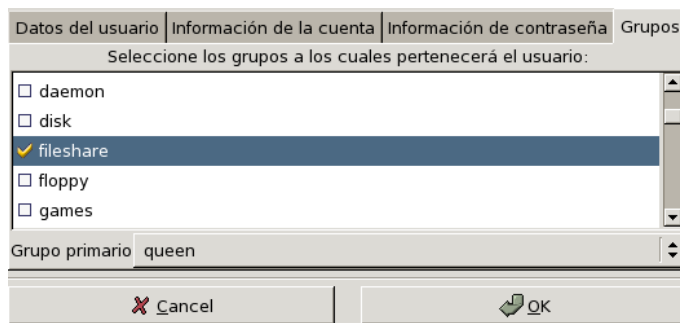 Datos del usuario Información de la cuenta Información de contraseña Grupos
Seleccione los grupos a los cuales pertenecerá el usuario:
daemon
disk
fileshare
floppy
games
Grupo primario queen
Cancel OK